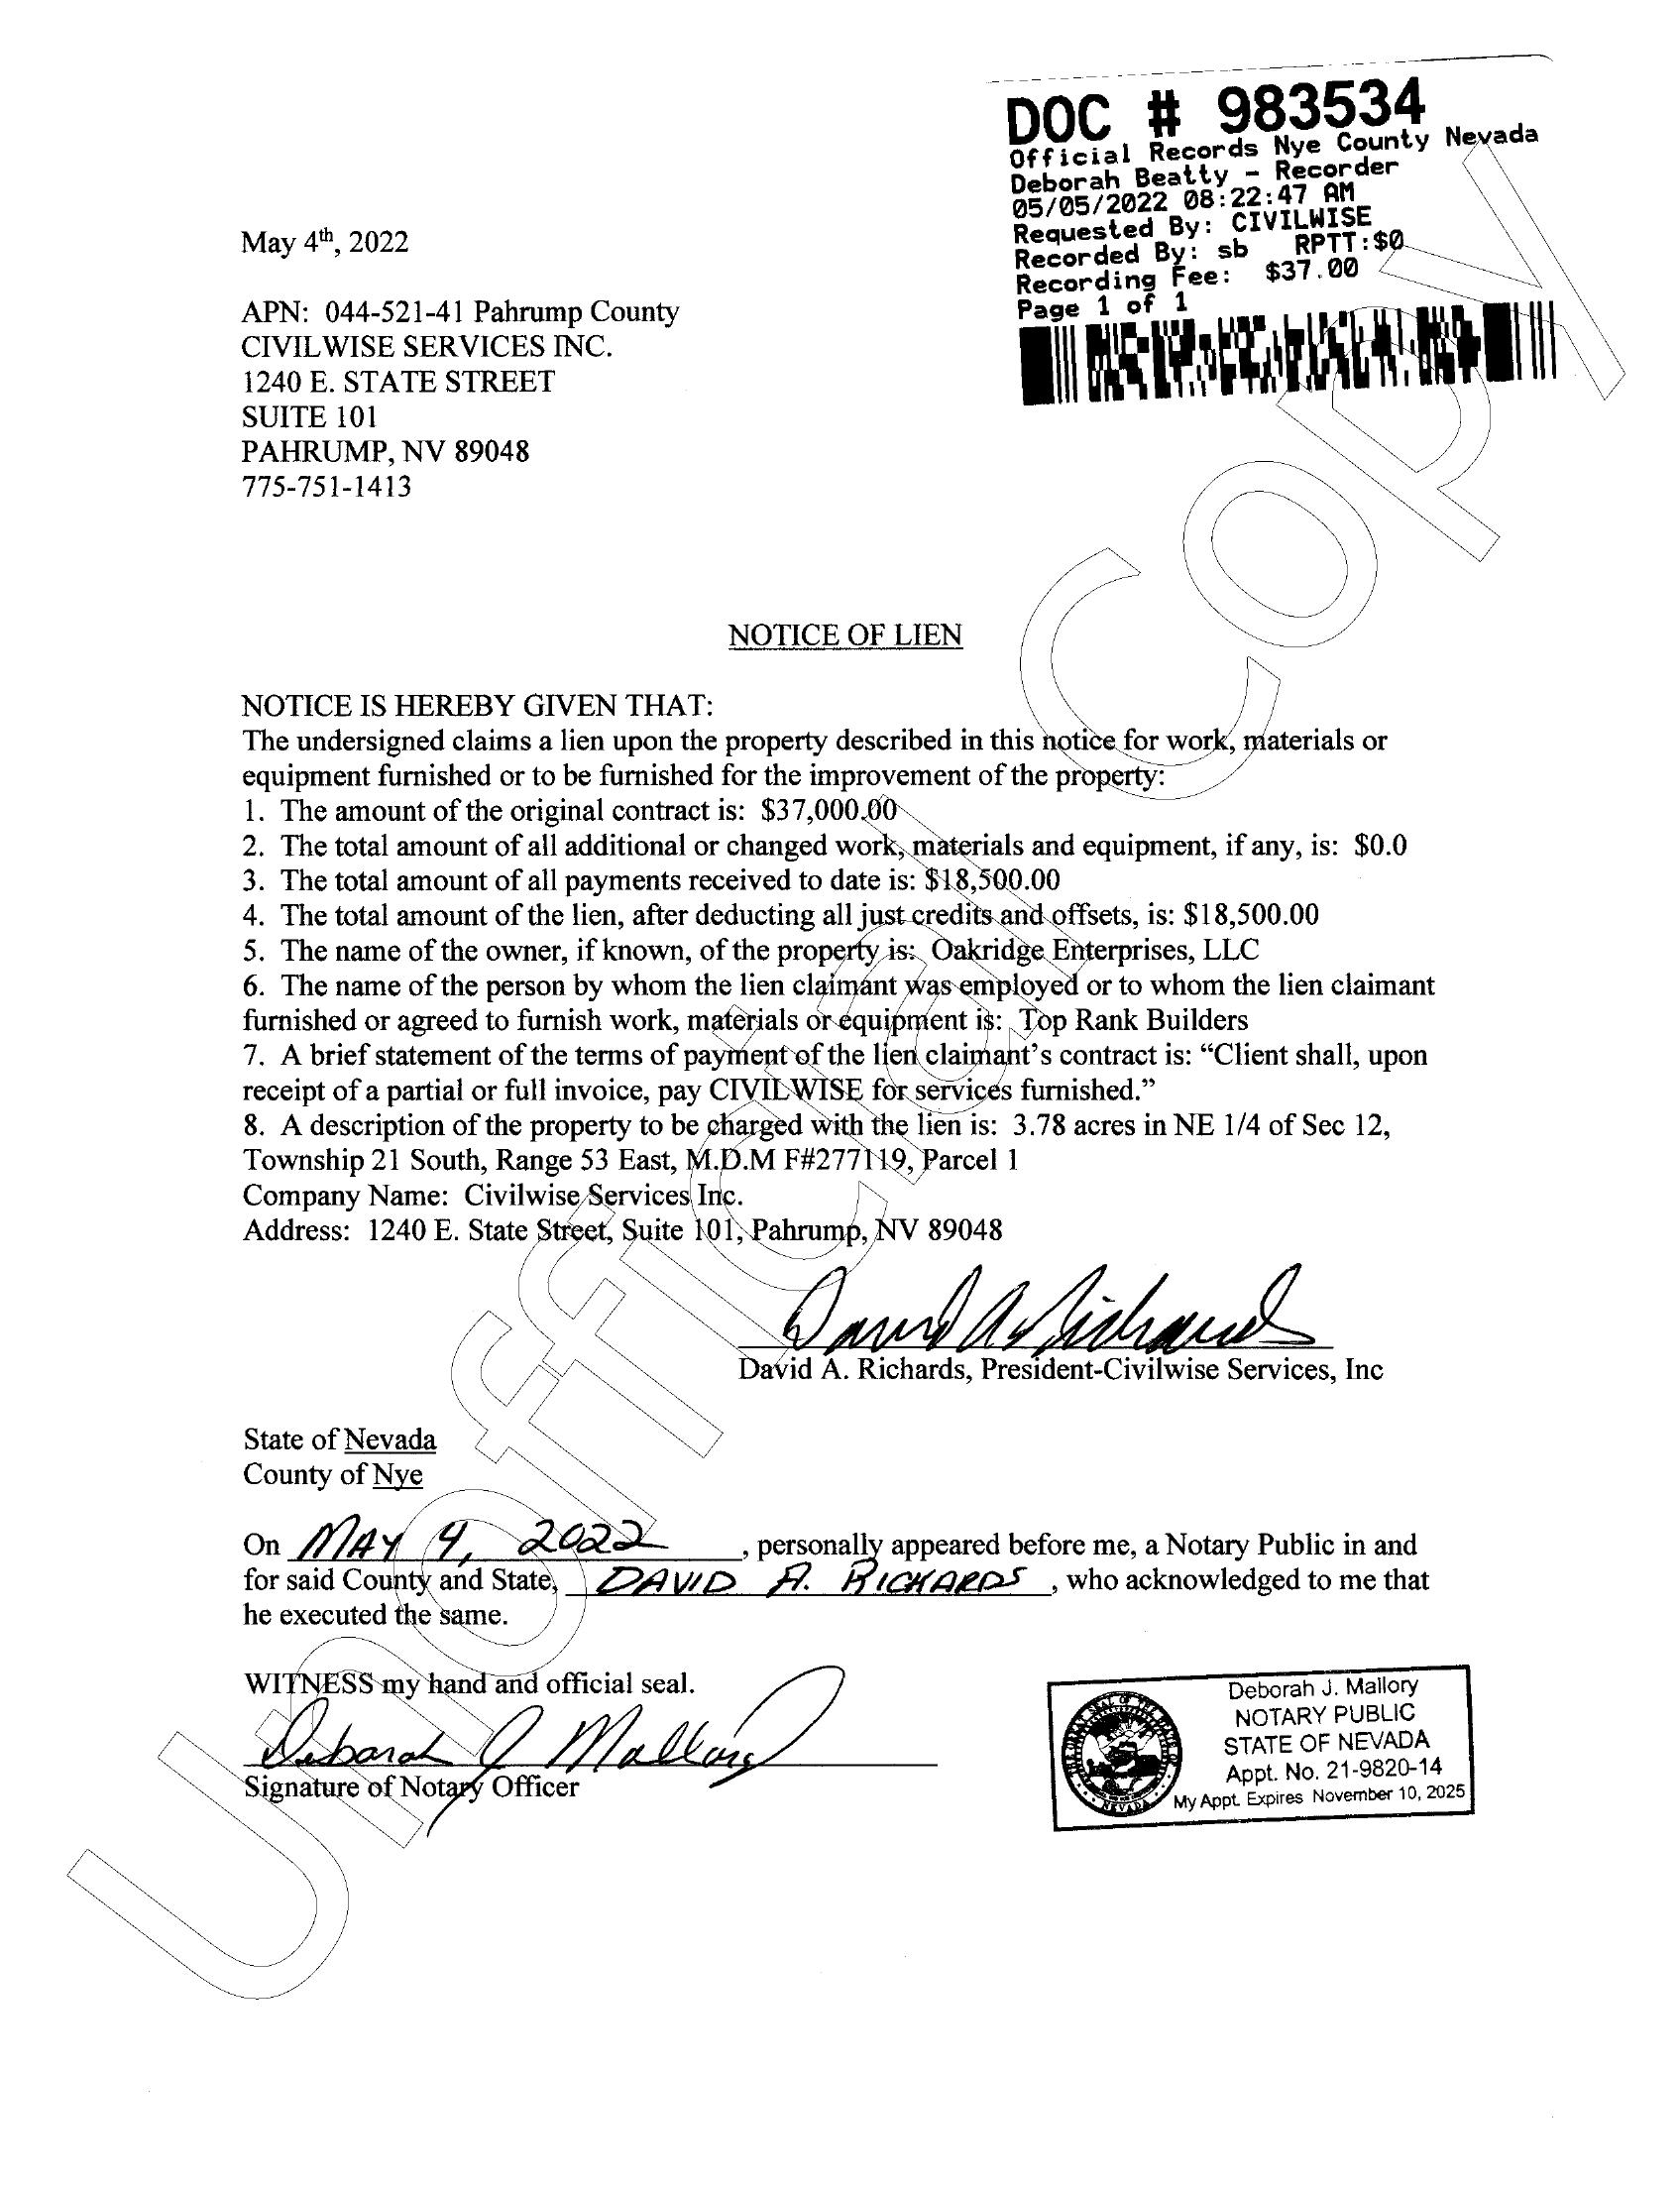 DOC # 983534
Official Records Nye County Nevada
Deborah Beatty - Recorder
05/05/2022 08:22:47 AM
Requested By: CIVILWISE
Recorded By: sb RPTT:$0
Recording Fee: $37.00
Page 1 of 1
May 4th, 2022
APN: 044-521-41 Pahrump County
CIVILWISE SERVICES INC.
1240 E. STATE STREET
SUITE 101
PAHRUMP, NV 89048
775-751-1413
NOTICE OF LIEN
NOTICE IS HEREBY GIVEN THAT:
The undersigned claims a lien upon the property described in this notice for work, materials or
equipment furnished or to be furnished for the improvement of the property:
1. The amount of the original contract is: $37,000.00
2. The total amount of all additional or changed work, materials and equipment, if any, is: $0.0
3. The total amount of all payments received to date is: $18,500.00
4. The total amount of the lien, after deducting all just credits and offsets, is: $18,500.00
5. The name of the owner, if known, of the property is: Oakridge Enterprises, LLC
6. The name of the person by whom the lien claimant was employed or to whom the lien claimant
furnished or agreed to furnish work, materials or equipment is: Top Rank Builders
7. A brief statement of the terms of payment of the lien claimant's contract is: “Client shall, upon
receipt of a partial or full invoice, pay CIVILWISE for services furnished.”
8. A description of the property to be charged with the lien is: 3.78 acres in NE 1/4 of Sec 12,
Township 21 South, Range 53 East, M.D.M F#277119, Parcel 1
Company Name: Civilwise Services Inc.
Address: 1240 E. State Street, Suite 101, Pahrump, NV 89048
David A Richards
David A. Richards, President-Civilwise Services, Inc
State of Nevada
County of Nye
On MAY 4, 2022, personally appeared before me, a Notary Public in and
for said County and State, DAVID A. RICHARDS, who acknowledged to me that
he executed the same.
WITNESS my hand and official seal.
Deborah J Mallory
Signature of Notary Officer
Deborah J. Mallory
NOTARY PUBLIC
STATE OF NEVADA
Appt. No. 21-9820-14
My Appt. Expires November 10, 2025
Unofficial Copy